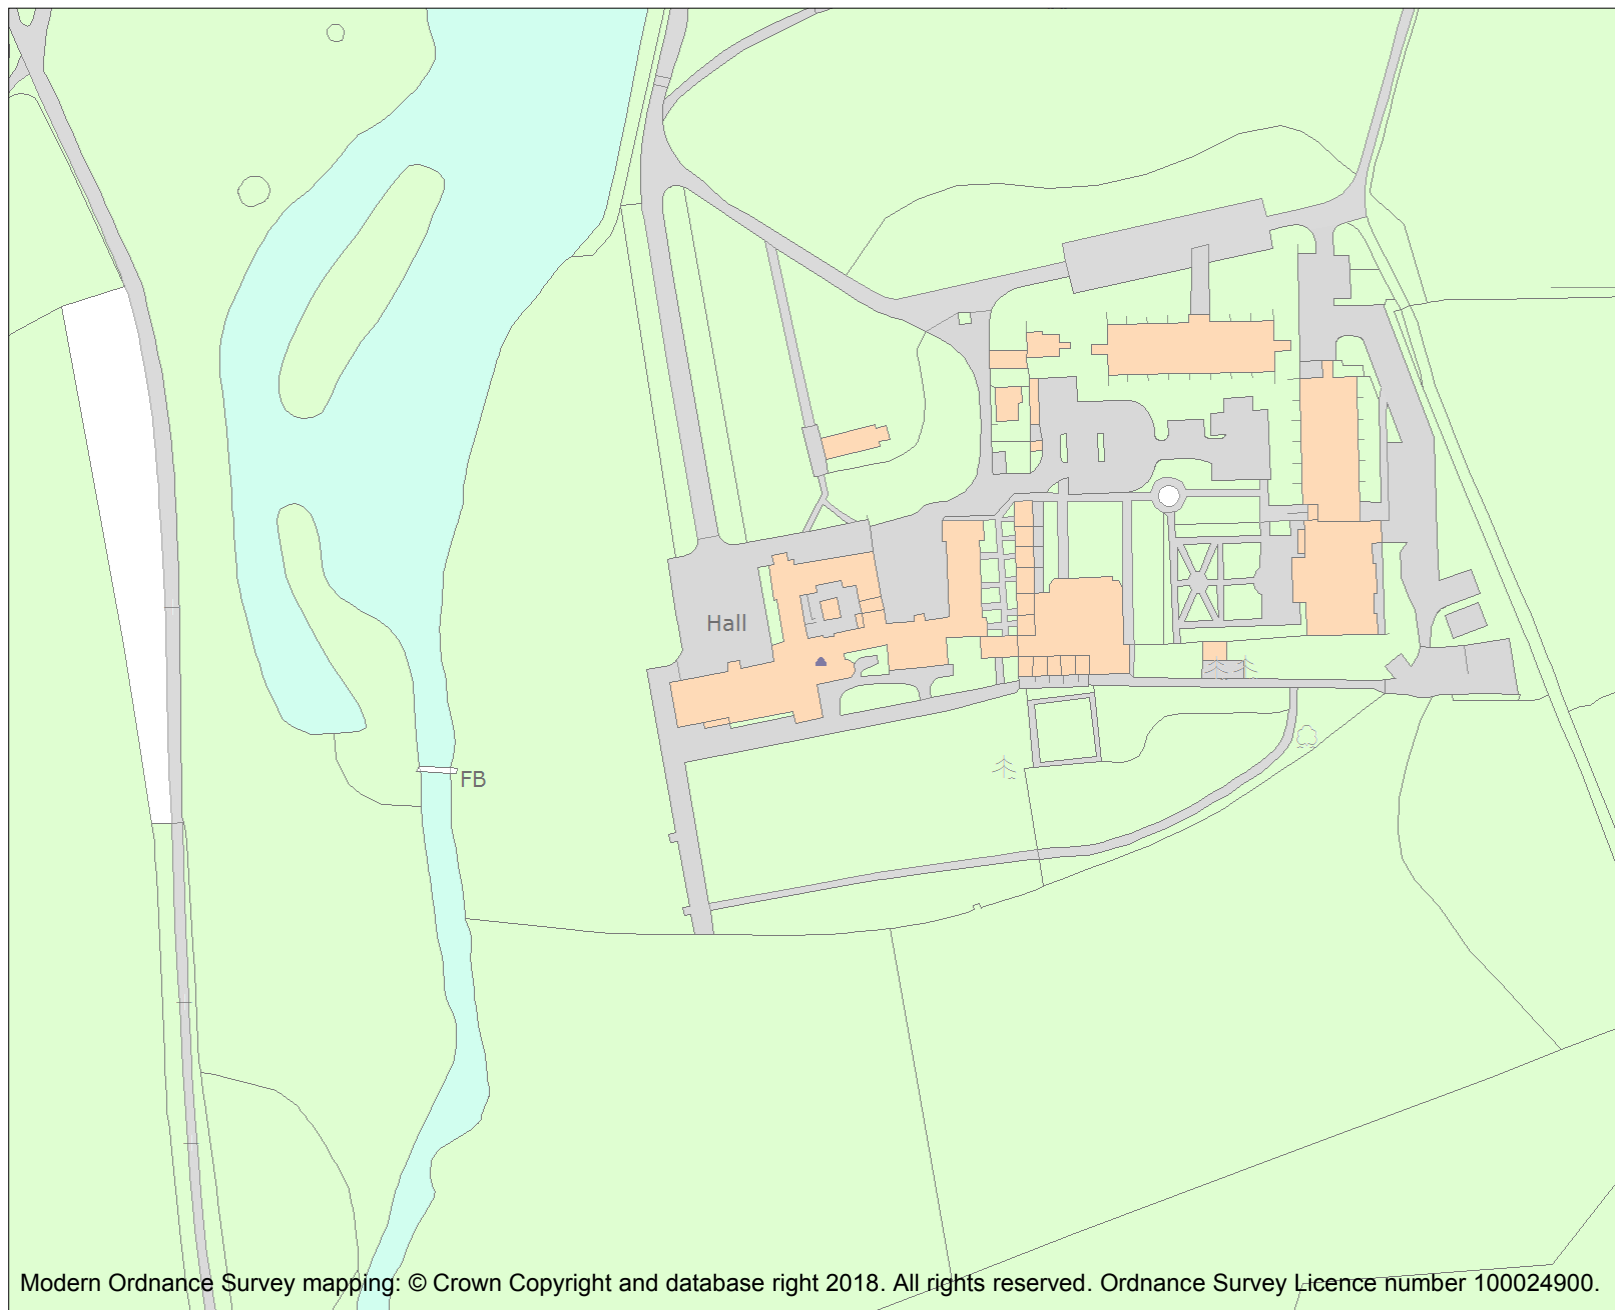 Hall
FB
Modern Ordnance Survey mapping: © Crown Copyright and database right 2018. All rights reserved. Ordnance Survey Licence number 100024900.